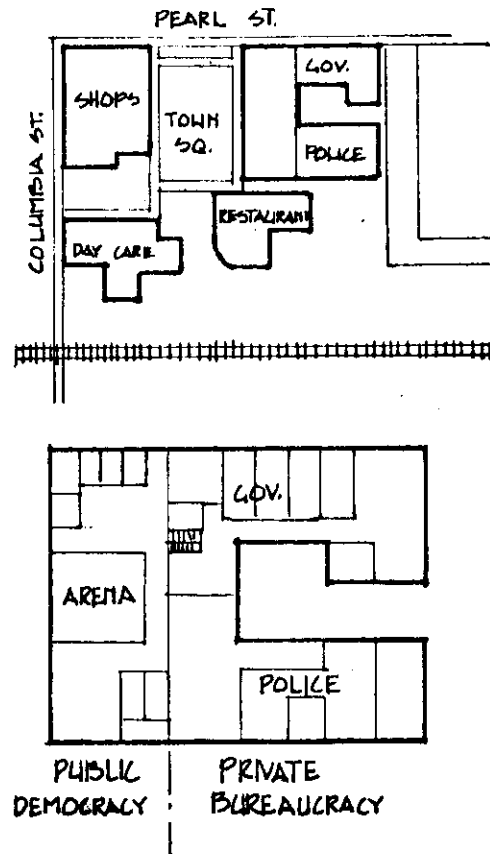 PEARL ST.
COLUMBIA ST.
SHOPS
TOWN
SQ.
GOV.
POLICE
RESTAURANT
DAY CARE
GOV.
ARENA
POLICE
PUBLIC
DEMOCRACY
PRIVATE
BUREAUCRACY